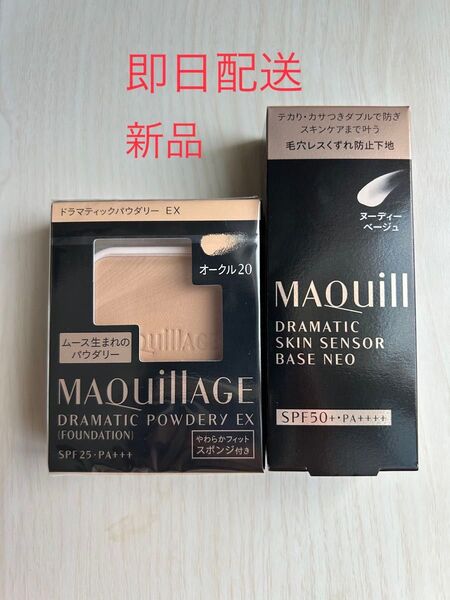 即日配送
新品
ドラマティックパウダリー EX
オークル20
ムース生まれの
パウダリー
MAQuillAGE
DRAMATIC POWDERY EX
(FOUNDATION)
SPF25・PA+++
やわらかフィット
スポンジ付き
テカリ・カサつきダブルで防ぎ
スキンケアまで叶う
毛穴レスくずれ防止下地
ヌーディー
ベージュ
MAQuill
DRAMATIC
SKIN SENSOR
BASE NEO
SPF50+・PA++++